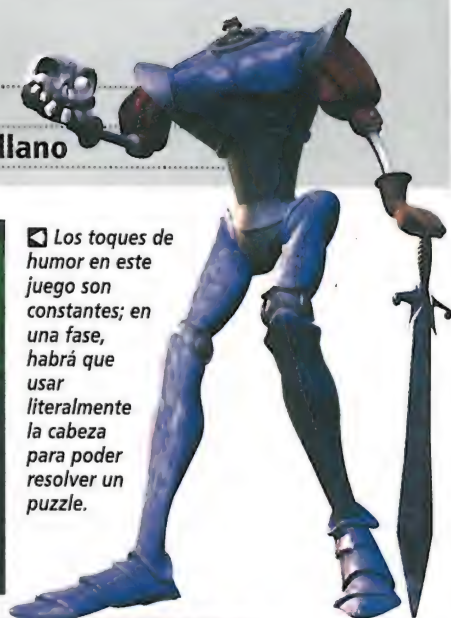 llano
Los toques de
humor en este
juego son
constantes; en
una fase,
habrá que
usar
literalmente
la cabeza
para poder
resolver un
puzzle.